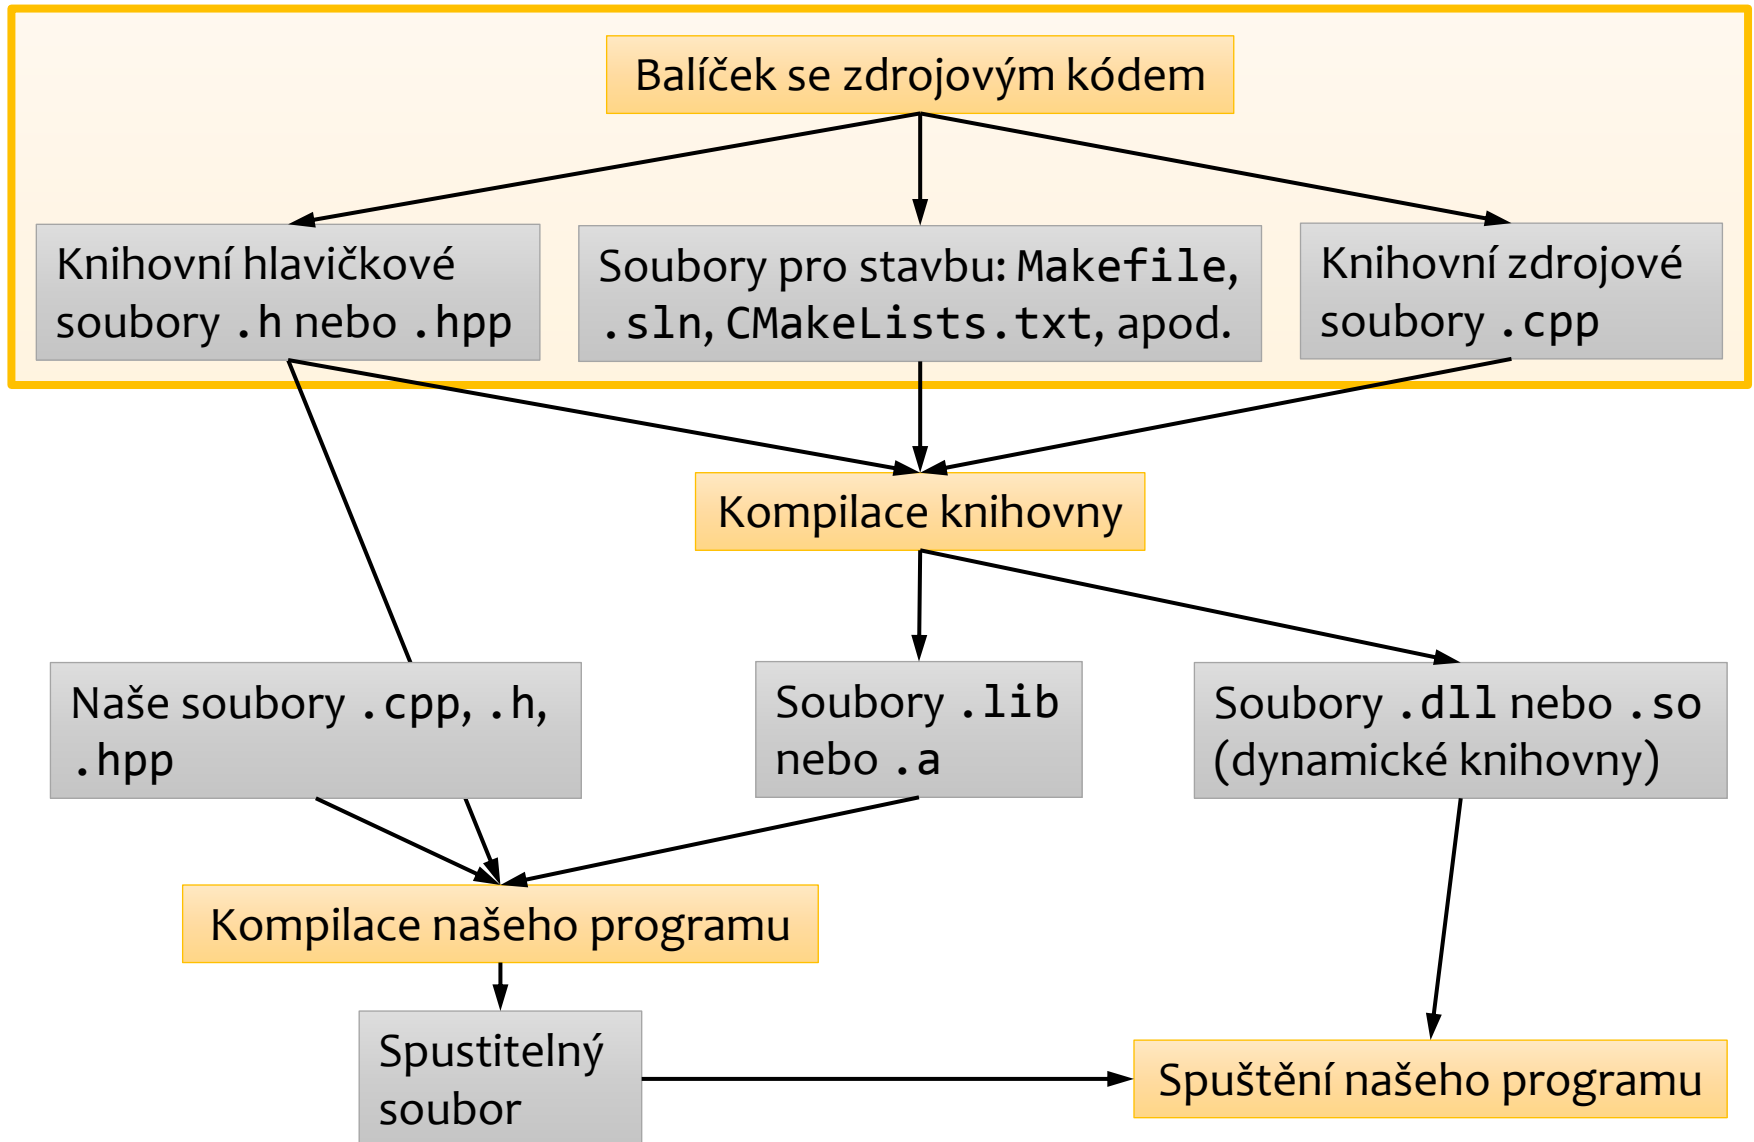 Balíček se zdrojovým kódem
Knihovní hlavičkové
soubory .h nebo .hpp
Soubory pro stavbu: Makefile,
.sln, CMakeLists.txt, apod.
Knihovní zdrojové
soubory .cpp
Kompilace knihovny
Naše soubory .cpp, .h,
.hpp
Soubory .lib
nebo .a
Soubory .dll nebo .so
(dynamické knihovny)
Kompilace našeho programu
Spustitelný
soubor
Spuštění našeho programu